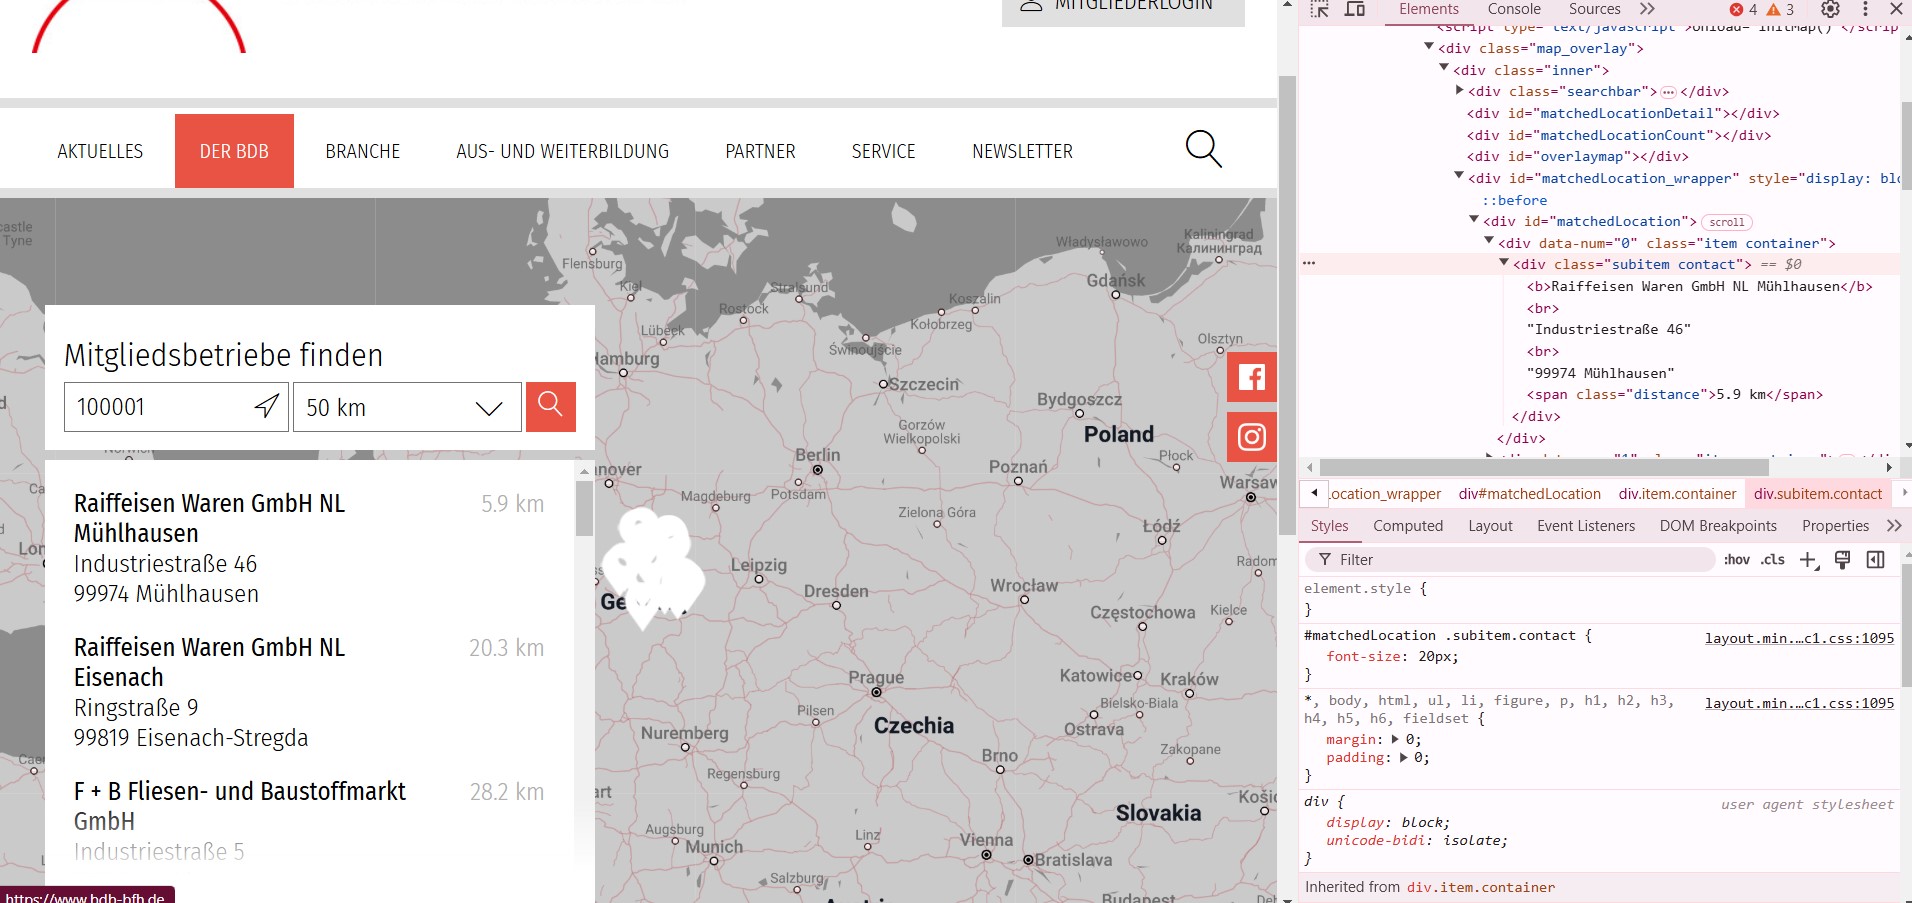 MITGLIEDERLOGIN
AKTUELLES
DER BDB
BRANCHE
AUS- UND WEITERBILDUNG
PARTNER
SERVICE
NEWSLETTER
castle
Tyne
Flensburg
Kiel
Lübeck
Rostock
Stralsund
Hamburg
Świnoujście
Szczecin
Koszalin
Kołobrzeg
Władysławowo
Gdańsk
Kaliningrad
Калининград
Olsztyn
Bydgoszcz
Gorzów
Wielkopolski
Poland
Płock
Berlin
Potsdam
Poznań
Magdeburg
Zielona Góra
Warsaw
Łódź
Leipzig
Dresden
Wrocław
Radom
Częstochowa
Kielce
Prague
Pilsen
Czechia
Katowice
Kraków
Bielsko-Biala
Ostrava
Nuremberg
Brno
Zakopane
Regensburg
Slovakia
Augsburg
Munich
Linz
Vienna
Bratislava
Salzburg
Budapest
Mitgliedsbetriebe finden
100001
50 km
Raiffeisen Waren GmbH NL
Mühlhausen
5.9 km
Industriestraße 46
99974 Mühlhausen
Raiffeisen Waren GmbH NL
Eisenach
20.3 km
Ringstraße 9
99819 Eisenach-Stregda
F + B Fliesen- und Baustoffmarkt
GmbH
28.2 km
Industriestraße 5
https://www.bdb-bfh.de
Elements Console Sources 4 3
<script type="text/javascript">onload="initMap()"</scrip
<div class="map_overlay">
<div class="inner">
<div class="searchbar">…</div>
<div id="matchedLocationDetail"></div>
<div id="matchedLocationCount"></div>
<div id="overlaymap"></div>
<div id="matchedLocation_wrapper" style="display: blo
::before
<div id="matchedLocation"> scroll
<div data-num="0" class="item container">
<div class="subitem contact"> == $0
<b>Raiffeisen Waren GmbH NL Mühlhausen</b>
<br>
"Industriestraße 46"
<br>
"99974 Mühlhausen"
<span class="distance">5.9 km</span>
</div>
</div>
.ocation_wrapper div#matchedLocation div.item.container div.subitem.contact
Styles Computed Layout Event Listeners DOM Breakpoints Properties
Filter :hov .cls
element.style {
}
#matchedLocation .subitem.contact { layout.min.…c1.css:1095
font-size: 20px;
}
*, body, html, ul, li, figure, p, h1, h2, h3, layout.min.…c1.css:1095
h4, h5, h6, fieldset {
margin: 0;
padding: 0;
}
div { user agent stylesheet
display: block;
unicode-bidi: isolate;
}
Inherited from div.item.container